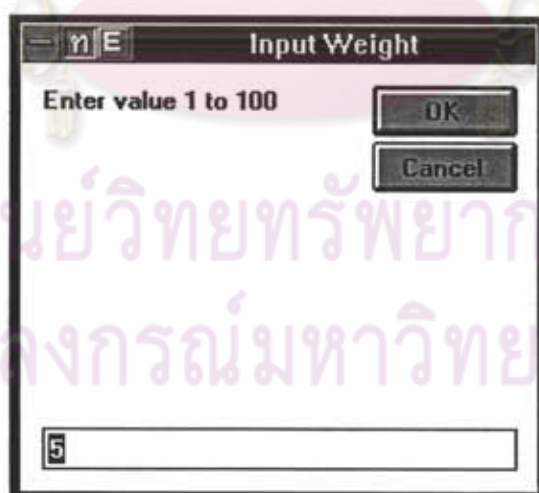 ก E Input Weight
Enter value 1 to 100
OK
Cancel
นย์วิทยทรัพยาก
ลงกรณ์มหาวิทย
5